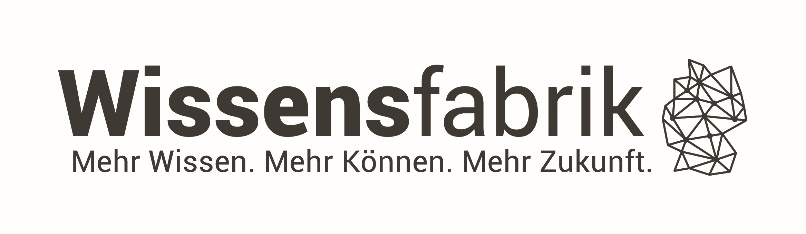 Wissensfabrik
Mehr Wissen. Mehr Können. Mehr Zukunft.